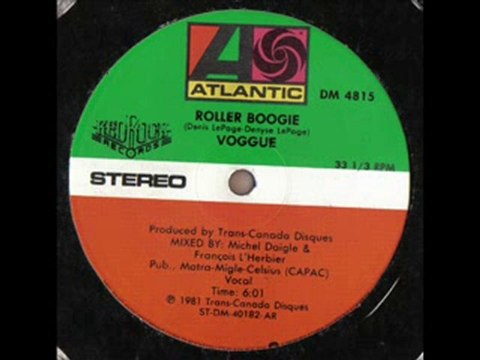 ATLANTIC
DM 4815
ROLLER BOOGIE
(Denis LePage-Denyse LePage)
VOGGUE
RECORDS
33 1/3 RPM
STEREO
Produced by Trans-Canada Disques
MIXED BY: Michel Daigle &
François L'Herbier
Pub., Matra-Migle-Celsius (CAPAC)
Vocal
Time: 6:01
℗ 1981 Trans-Canada Disques
ST-DM-40182-AR